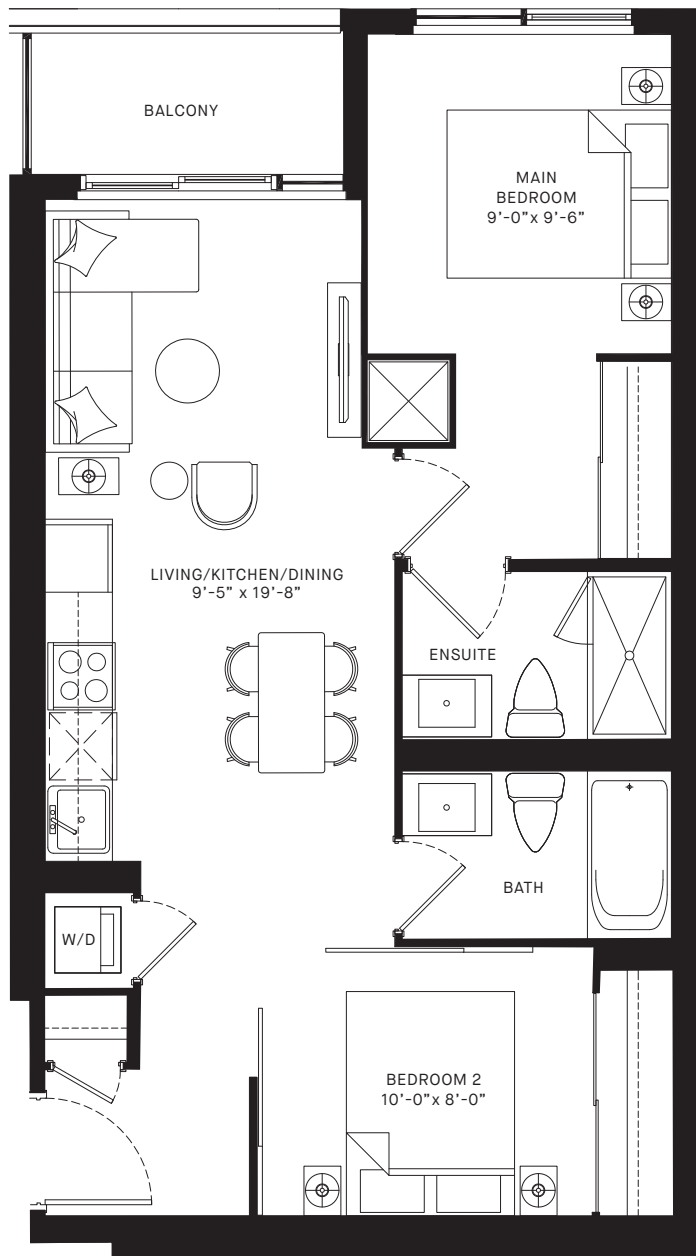 BALCONY
MAIN
BEDROOM
9’-0”x 9’-6”
LIVING/KITCHEN/DINING
9’-5” x 19’-8”
ENSUITE
BATH
W/D
BEDROOM 2
10’-0”x 8’-0”